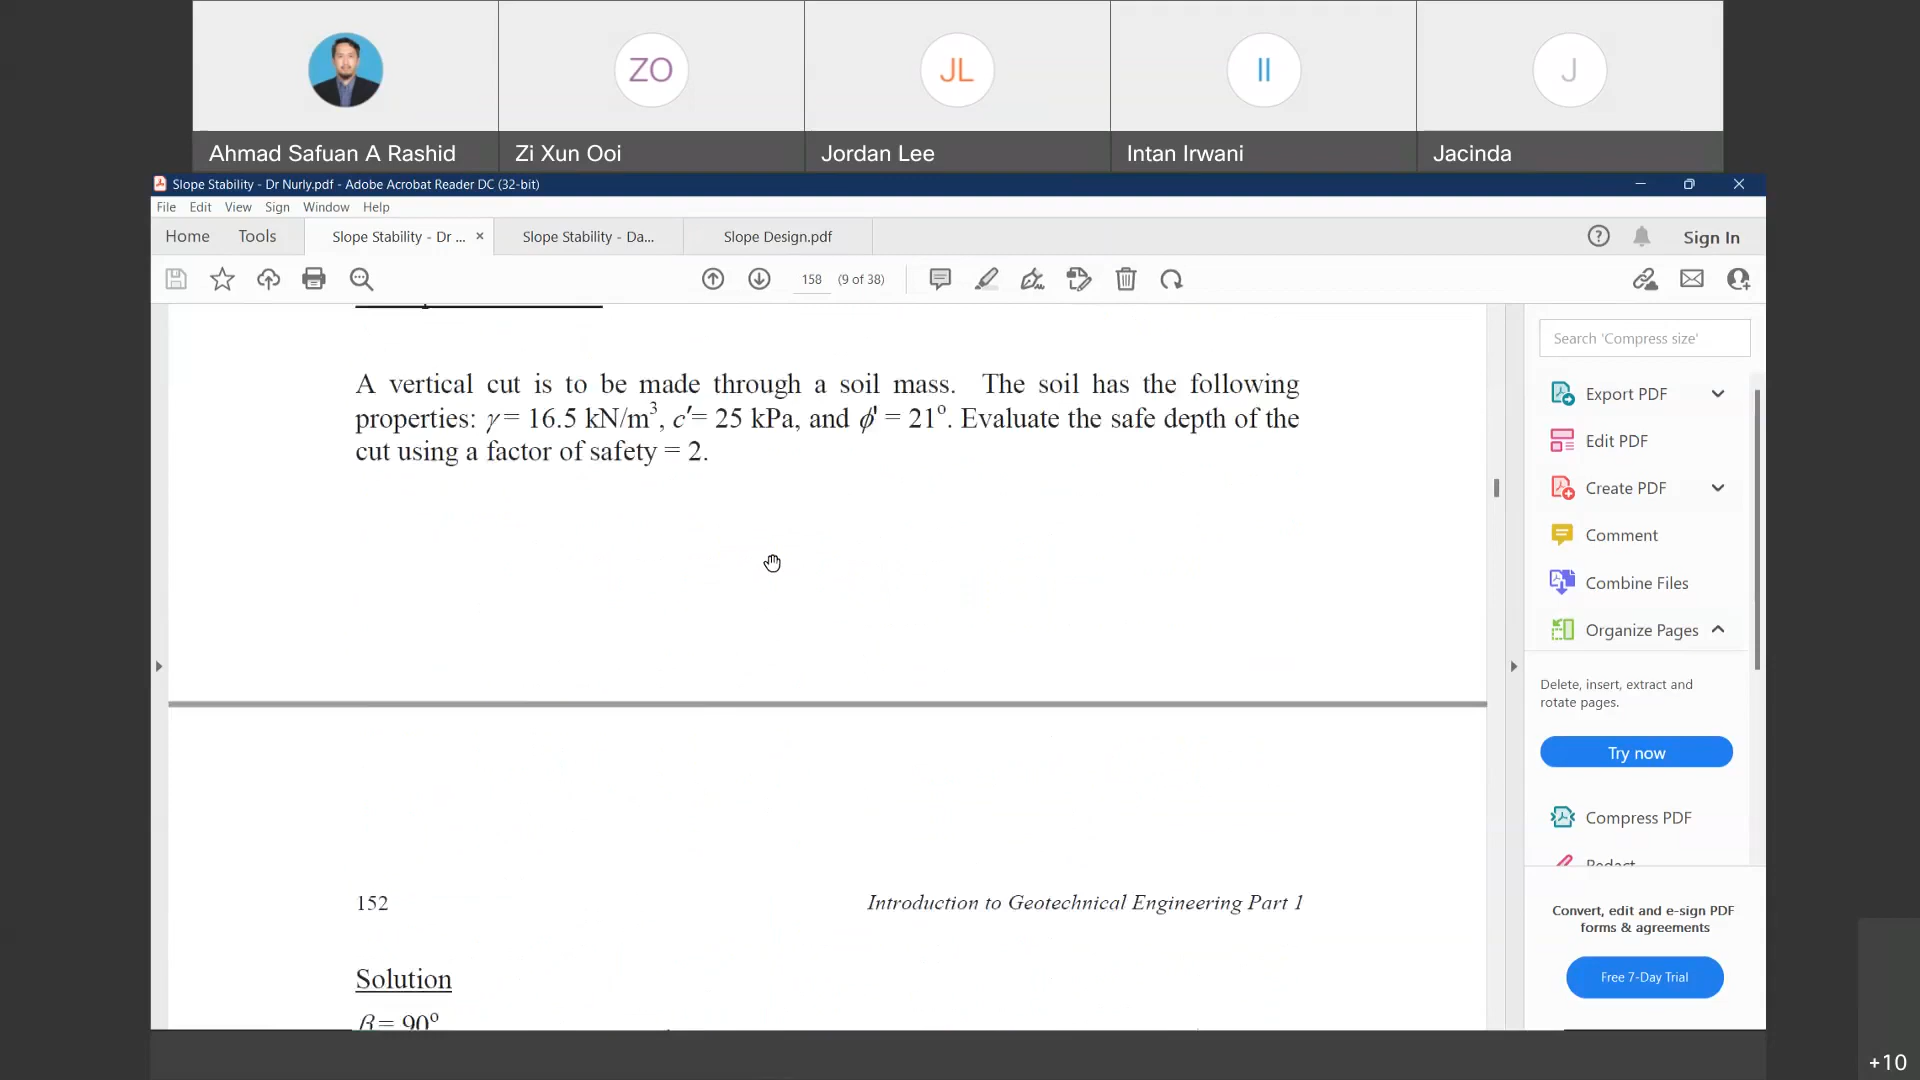 ZO
JL
II
J
Ahmad Safuan A Rashid
Zi Xun Ooi
Jordan Lee
Intan Irwani
Jacinda
Slope Stability - Dr Nurly.pdf - Adobe Acrobat Reader DC (32-bit)
File Edit View Sign Window Help
Home Tools Slope Stability - Dr ... × Slope Stability - Da... Slope Design.pdf Sign In
158 (9 of 38)
A vertical cut is to be made through a soil mass. The soil has the following
properties: γ = 16.5 kN/m³, c′= 25 kPa, and ϕ' = 21°. Evaluate the safe depth of the
cut using a factor of safety = 2.
152 Introduction to Geotechnical Engineering Part 1
Solution
β = 90°
Search 'Compress size'
Export PDF
Edit PDF
Create PDF
Comment
Combine Files
Organize Pages
Delete, insert, extract and
rotate pages.
Try now
Compress PDF
Redact
Convert, edit and e-sign PDF
forms & agreements
Free 7-Day Trial
+10